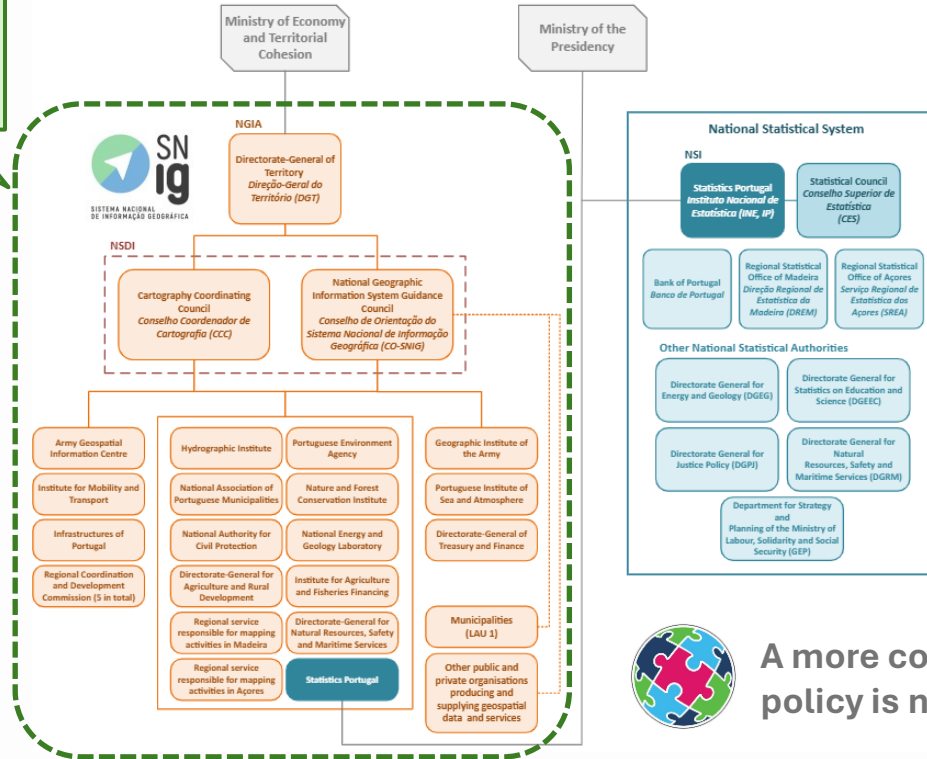 Ministry of Economy
and Territorial
Cohesion
Ministry of the
Presidency
NGIA
SN
ig
SISTEMA NACIONAL
DE INFORMAÇÃO GEOGRÁFICA
Directorate-General of
Territory
Direção-Geral do
Território (DGT)
NSDI
Cartography Coordinating
Council
Conselho Coordenador de
Cartografia (CCC)
National Geographic
Information System Guidance
Council
Conselho de Orientação do
Sistema Nacional de Informação
Geográfica (CO-SNIG)
Army Geospatial
Information Centre
Institute for Mobility and
Transport
Infrastructures of
Portugal
Regional Coordination
and Development
Commission (5 in total)
Hydrographic Institute
National Association of
Portuguese Municipalities
National Authority for
Civil Protection
Directorate-General for
Agriculture and Rural
Development
Regional service
responsible for mapping
activities in Madeira
Regional service
responsible for mapping
activities in Açores
Portuguese Environment
Agency
Nature and Forest
Conservation Institute
National Energy and
Geology Laboratory
Institute for Agriculture
and Fisheries Financing
Directorate-General for
Natural Resources, Safety
and Maritime Services
Statistics Portugal
Geographic Institute of
the Army
Portuguese Institute of
Sea and Atmosphere
Directorate-General of
Treasury and Finance
Municipalities
(LAU 1)
Other public and
private organisations
producing and
supplying geospatial
data and services
National Statistical System
NSI
Statistics Portugal
Instituto Nacional de
Estatística (INE, IP)
Statistical Council
Conselho Superior de
Estatística
(CES)
Bank of Portugal
Banco de Portugal
Regional Statistical
Office of Madeira
Direção Regional de
Estatística da
Madeira (DREM)
Regional Statistical
Office of Açores
Serviço Regional de
Estatística dos
Açores (SREA)
Other National Statistical Authorities
Directorate General for
Energy and Geology (DGEG)
Directorate General for
Statistics on Education and
Science (DGEEC)
Directorate General for
Justice Policy (DGPJ)
Directorate General for
Natural
Resources, Safety and
Maritime Services (DGRM)
Department for Strategy
and
Planning of the Ministry of
Labour, Solidarity and Social
Security (GEP)
A more co
policy is n